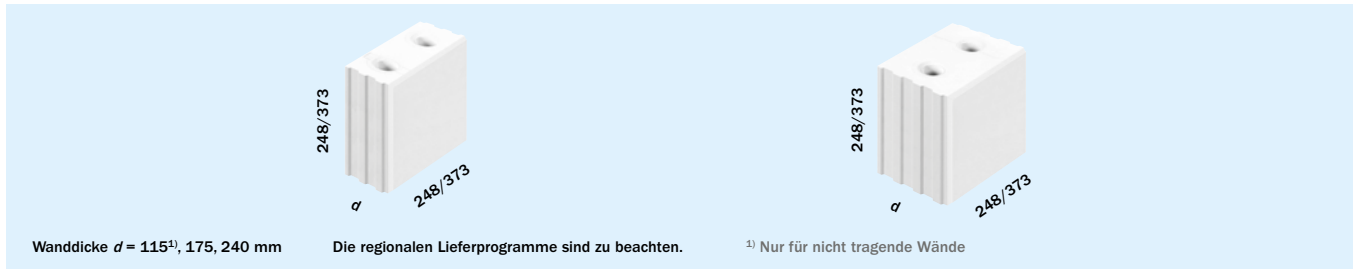 248/373
d
248/373
248/373
d
248/373
Wanddicke d = 115¹⁾, 175, 240 mm
Die regionalen Lieferprogramme sind zu beachten.
¹⁾ Nur für nicht tragende Wände